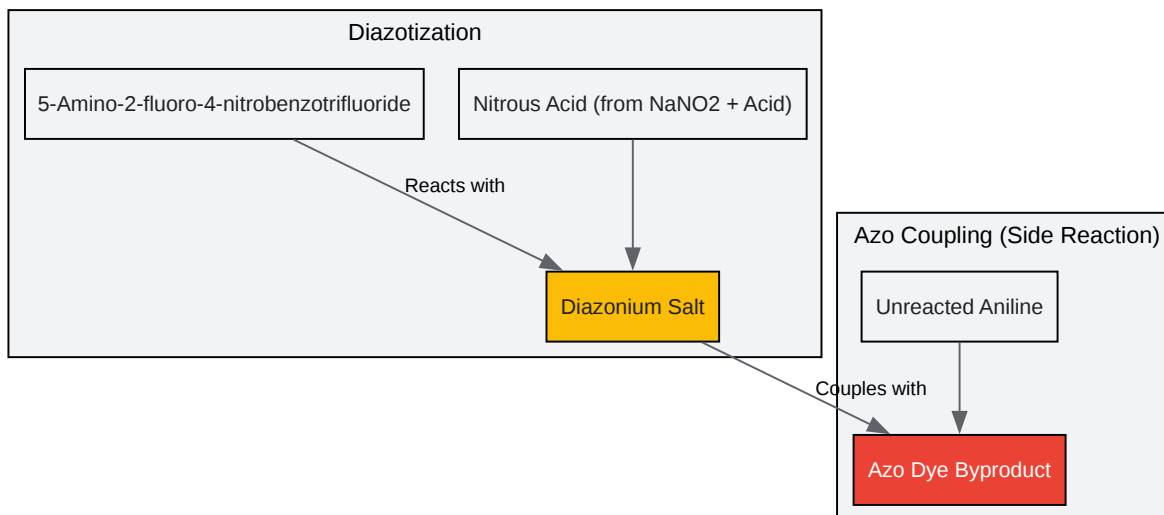 Diazotization
5-Amino-2-fluoro-4-nitrobenzotrifluoride
Nitrous Acid (from NaNO2 + Acid)
Reacts with
Azo Coupling (Side Reaction)
Diazonium Salt
Unreacted Aniline
Couples with
Azo Dye Byproduct